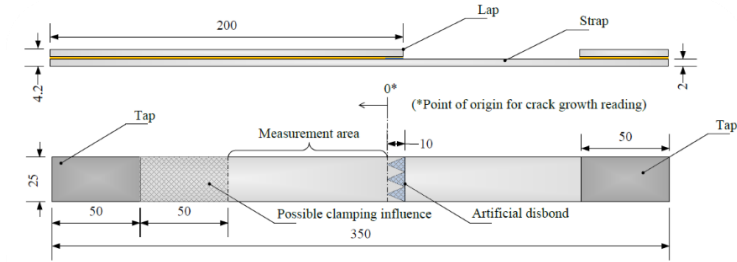 Lap
200
Strap
4.2
2
0*
(*Point of origin for crack growth reading)
Tap
Measurement area
10
50
Tap
25
50
50
Possible clamping influence
Artificial disbond
350